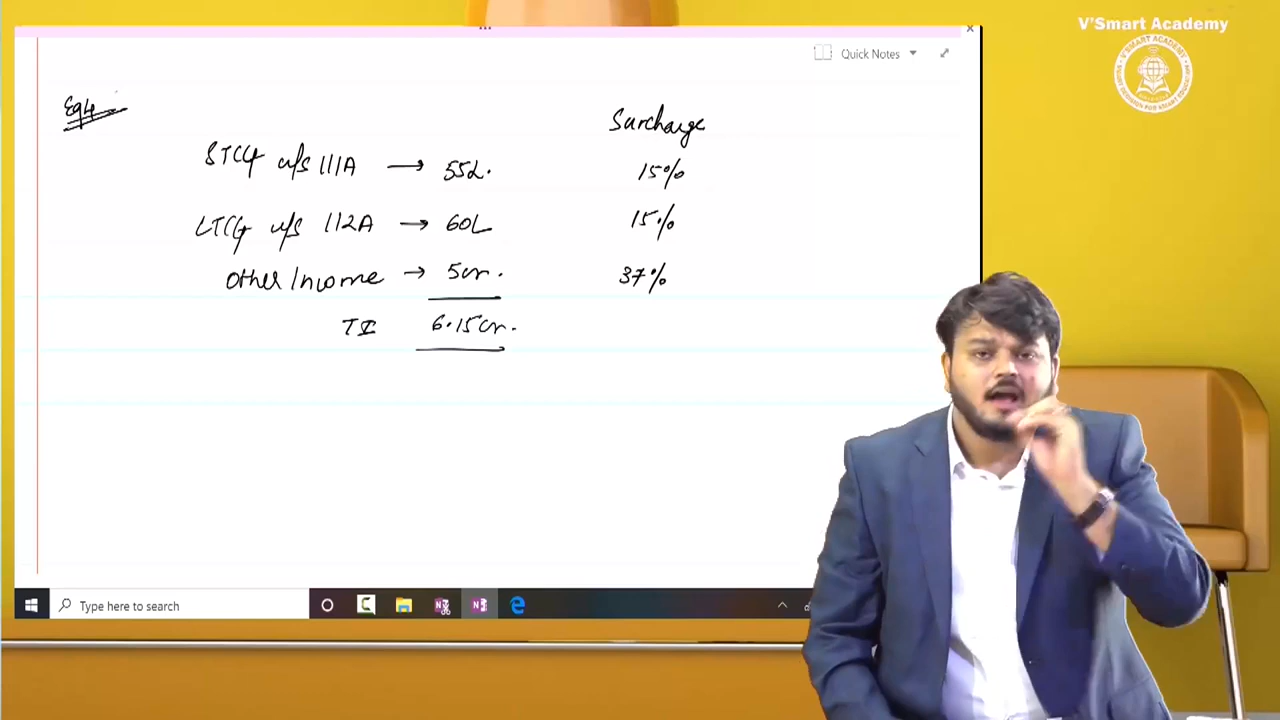 V'Smart Academy
Quick Notes
Eg4
Surcharge
STCG u/s 111A → 55L. 15%
LTCG u/s 112A → 60L 15%
Other Income → 5cr. 37%
TI 6.15cr.
Type here to search